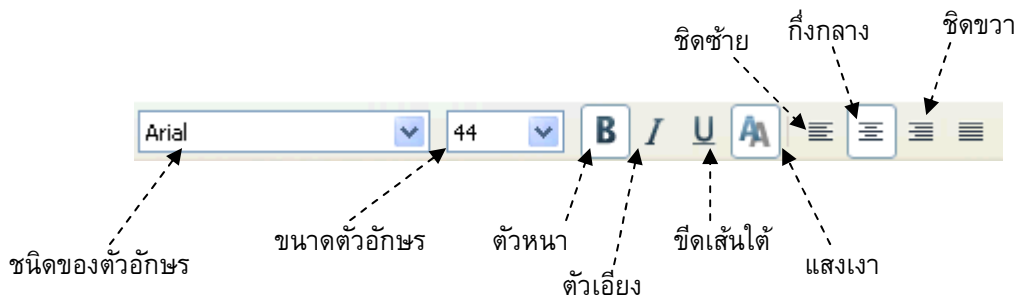 ชิดซ้าย กึ่งกลาง ชิดขวา
Arial 44 B I U AA
ชนิดของตัวอักษร ขนาดตัวอักษร ตัวหนา ตัวเอียง ขีดเส้นใต้ แสงเงา